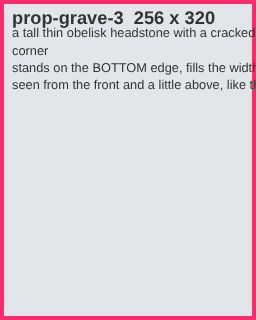 prop-grave-3 256 x 320
a tall thin obelisk headstone with a cracked
corner
stands on the BOTTOM edge, fills the width
seen from the front and a little above, like